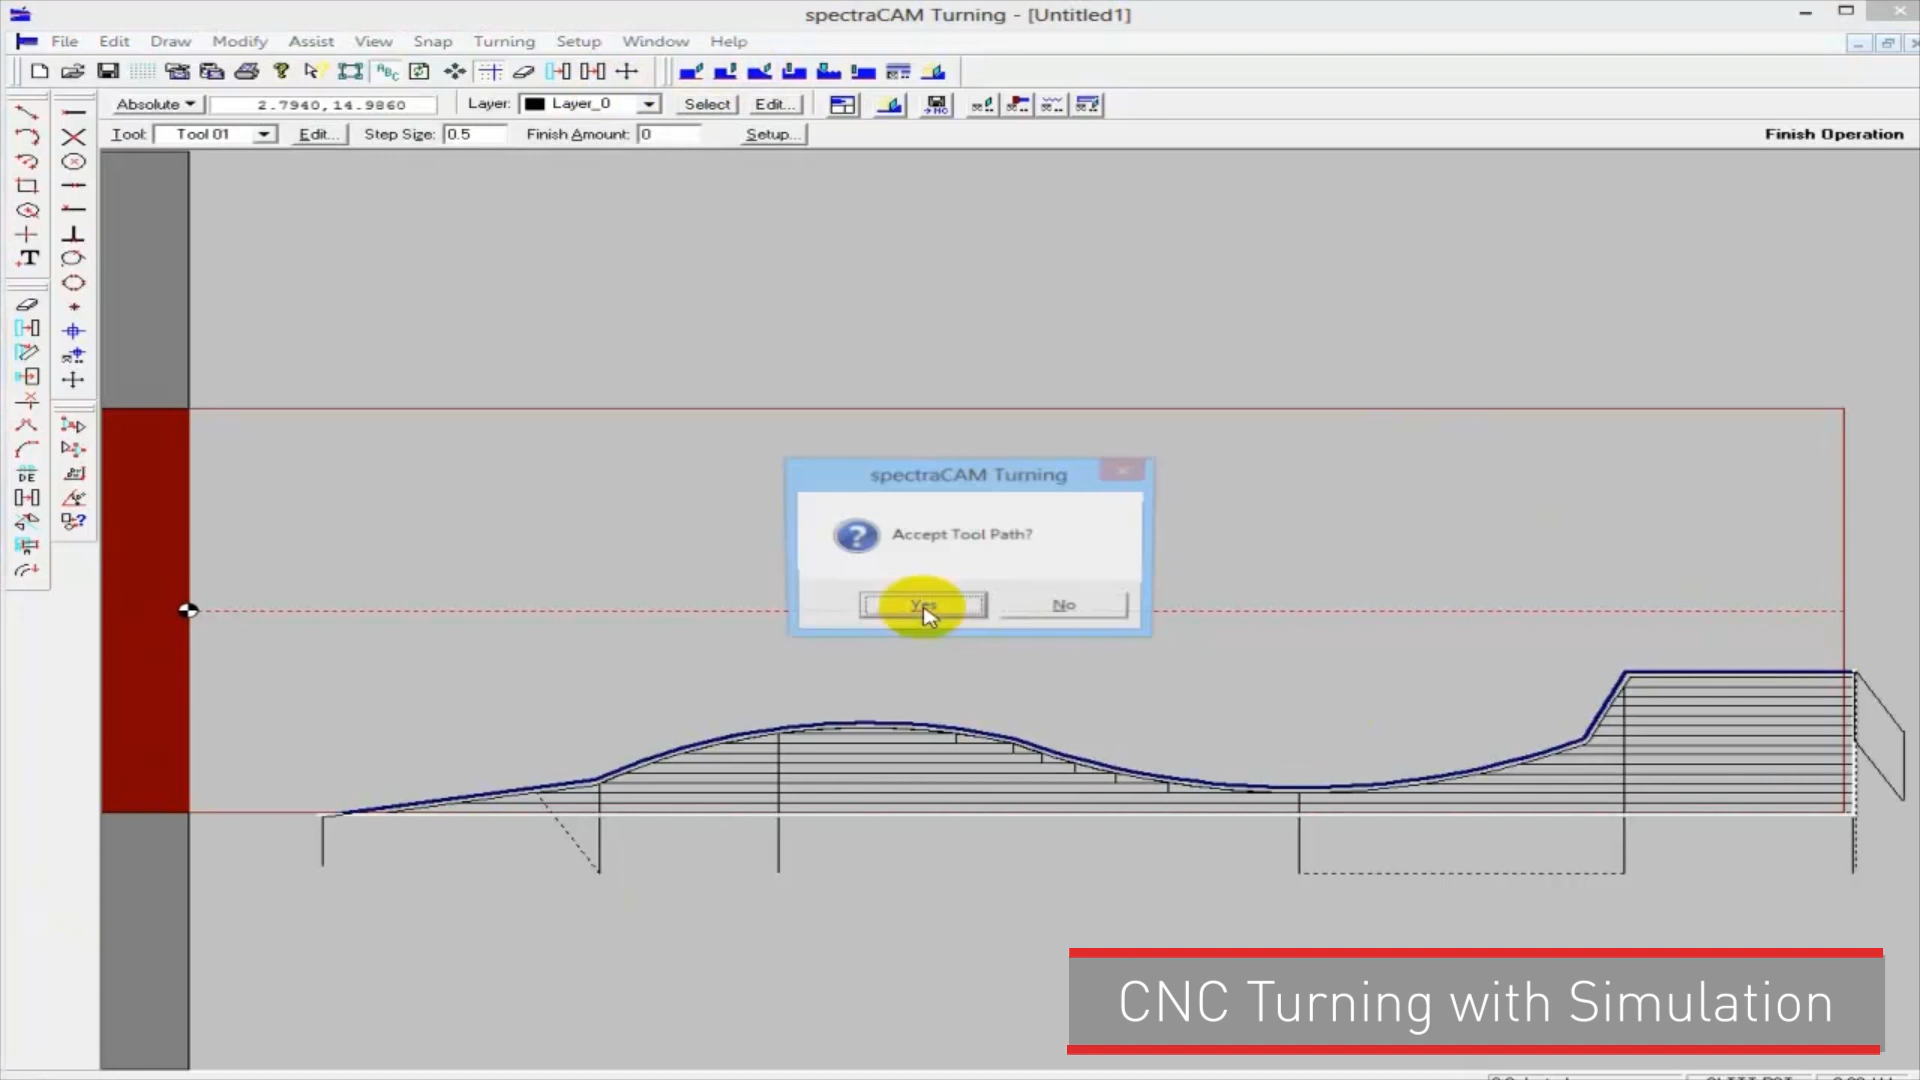 spectraCAM Turning - [Untitled1]
File Edit Draw Modify Assist View Snap Turning Setup Window Help
Absolute 2.7940,14.9860 Layer: Layer_0 Select Edit...
Tool: Tool 01 Edit... Step Size: 0.5 Finish Amount: 0 Setup... Finish Operation
spectraCAM Turning
Accept Tool Path?
Yes No
CNC Turning with Simulation